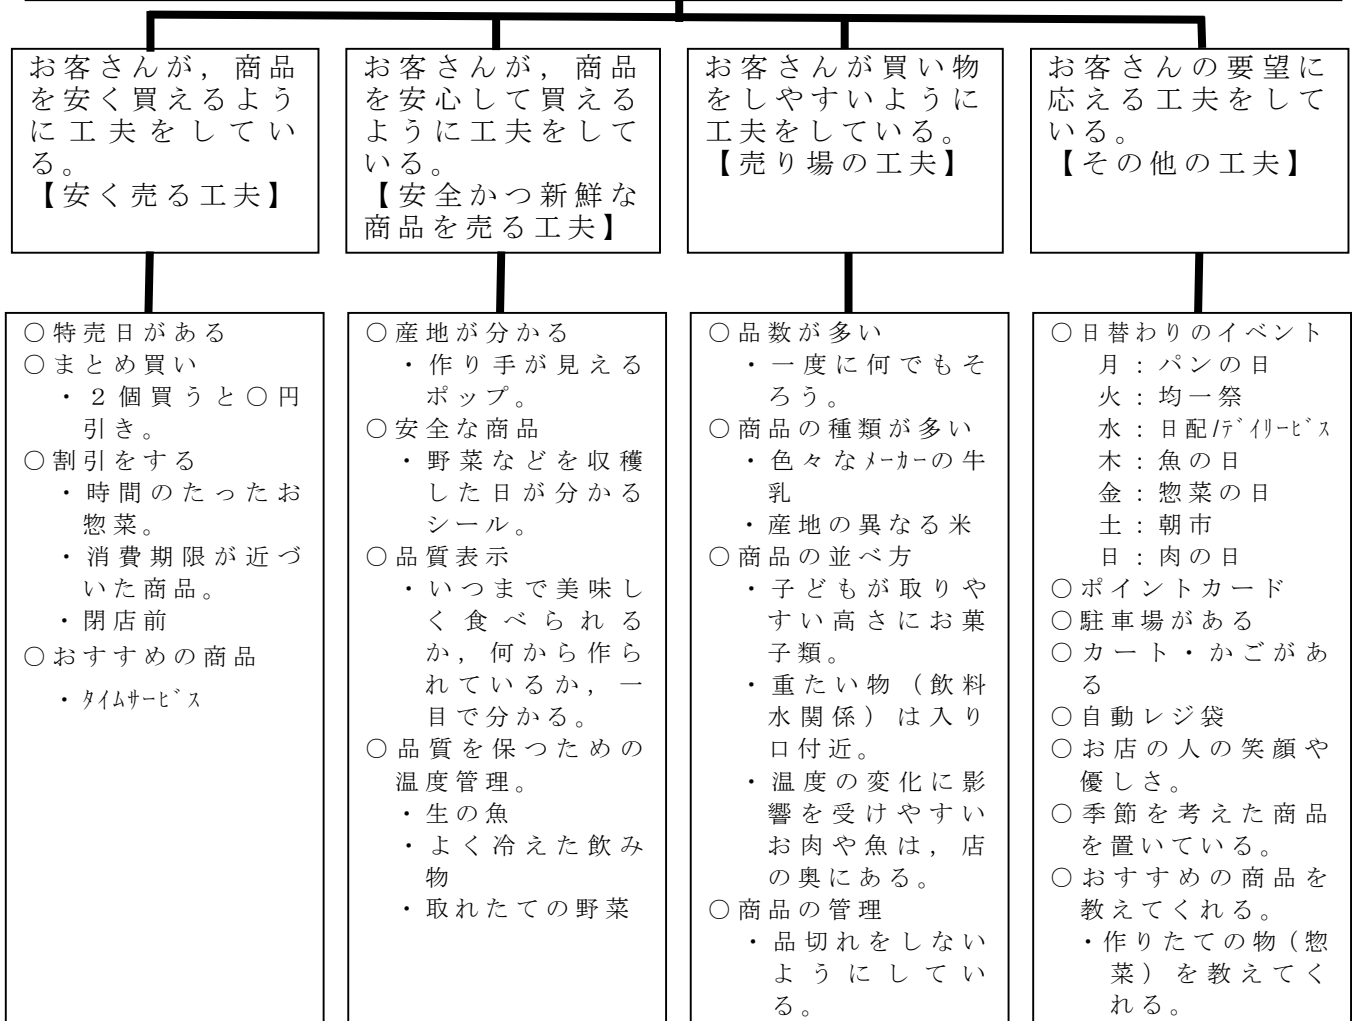 お客さんが，商品
を安く買えるよう
に工夫をしてい
る。
【安く売る工夫】
お客さんが，商品
を安心して買える
ように工夫をして
いる。
【安全かつ新鮮な
商品を売る工夫】
お客さんが買い物
をしやすいように
工夫をしている。
【売り場の工夫】
お客さんの要望に
応える工夫をして
いる。
【その他の工夫】
○特売日がある
○まとめ買い
・２個買うと○円
引き。
○割引をする
・時間のたったお
惣菜。
・消費期限が近づ
いた商品。
・閉店前
○おすすめの商品
・ﾀｲﾑｻｰﾋﾞｽ
○産地が分かる
・作り手が見える
ポップ。
○安全な商品
・野菜などを収穫
した日が分かる
シール。
○品質表示
・いつまで美味し
く食べられる
か，何から作ら
れているか，一
目で分かる。
○品質を保つための
温度管理。
・生の魚
・よく冷えた飲み
物
・取れたての野菜
○品数が多い
・一度に何でもそ
ろう。
○商品の種類が多い
・色々なﾒｰｶｰの牛
乳
・産地の異なる米
○商品の並べ方
・子どもが取りや
すい高さにお菓
子類。
・重たい物（飲料
水関係）は入り
口付近。
・温度の変化に影
響を受けやすい
お肉や魚は，店
の奥にある。
○商品の管理
・品切れをしない
ようにしてい
る。
○日替わりのイベント
月：パンの日
火：均一祭
水：日配/ﾃﾞｲﾘｰﾋﾞｽ
木：魚の日
金：惣菜の日
土：朝市
日：肉の日
○ポイントカード
○駐車場がある
○カート・かごがあ
る
○自動レジ袋
○お店の人の笑顔や
優しさ。
○季節を考えた商品
を置いている。
○おすすめの商品を
教えてくれる。
・作りたての物（惣
菜）を教えてく
れる。